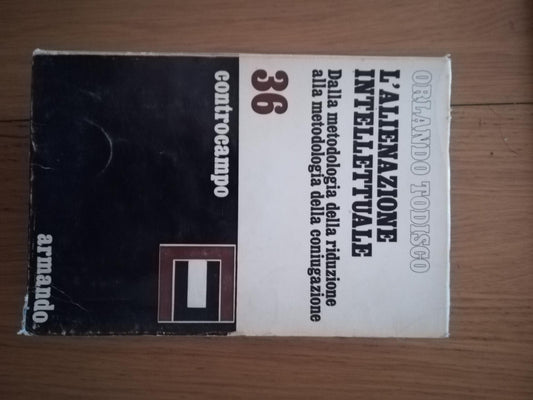 ORLANDO TODISCO
L'ALIENAZIONE
INTELLETTUALE
Dalla metodologia della riduzione
alla metodologia della coniugazione
36
controcampo
armando